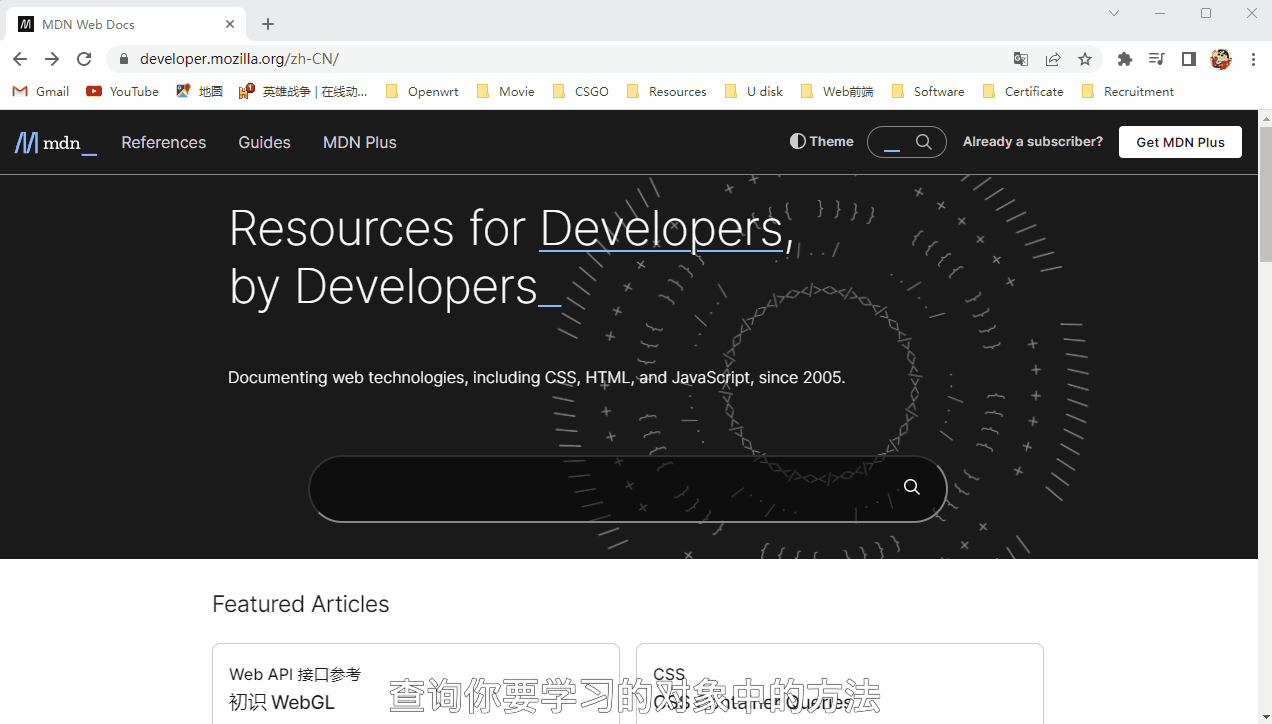 MDN Web Docs
developer.mozilla.org/zh-CN/
Gmail YouTube 地图 英雄战争 | 在线动... Openwrt Movie CSGO Resources U disk Web前端 Software Certificate Recruitment
mdn_ References Guides MDN Plus Theme Already a subscriber? Get MDN Plus
Resources for Developers,
by Developers_
Documenting web technologies, including CSS, HTML, and JavaScript, since 2005.
Featured Articles
Web API 接口参考
初识 WebGL
CSS
CSS Container Queries
查询你要学习的对象中的方法